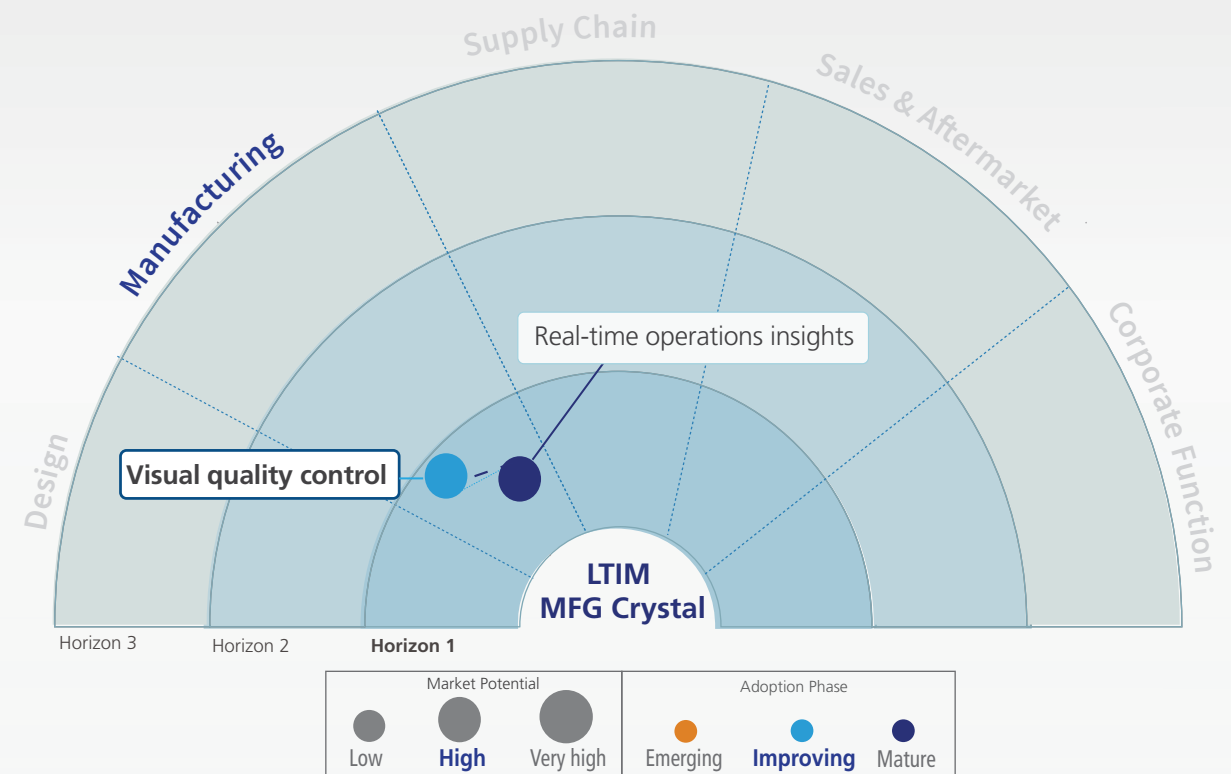 Supply Chain
Sales & Aftermarket
Manufacturing
Corporate Function
Design
Real-time operations insights
Visual quality control
LTIM
MFG Crystal
Horizon 3
Horizon 2
Horizon 1
Market Potential
Low
High
Very high
Adoption Phase
Emerging
Improving
Mature